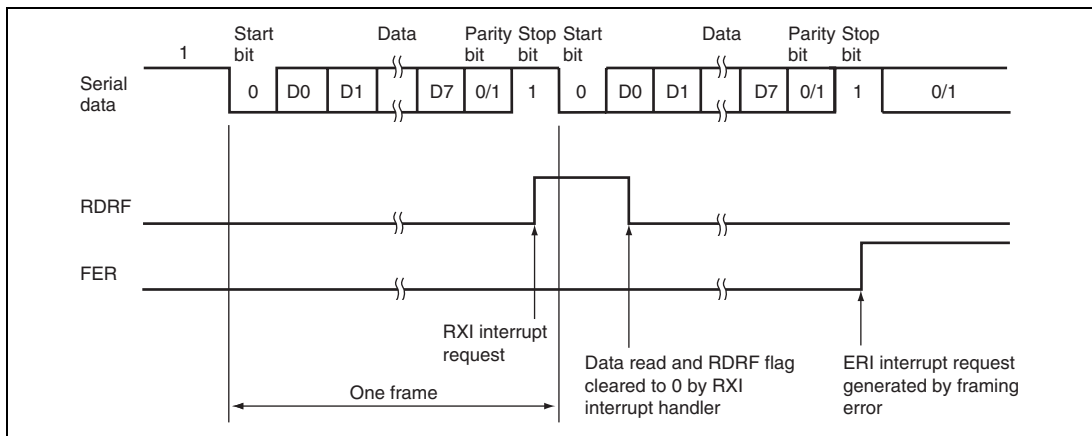 Start bit Data Parity bit Stop bit Start bit Data Parity bit Stop bit
1
Serial data
0 D0 D1 D7 0/1 1 0 D0 D1 D7 0/1 1 0/1
RDRF
FER
RXI interrupt
request
Data read and RDRF flag
cleared to 0 by RXI
interrupt handler
ERI interrupt request
generated by framing
error
One frame